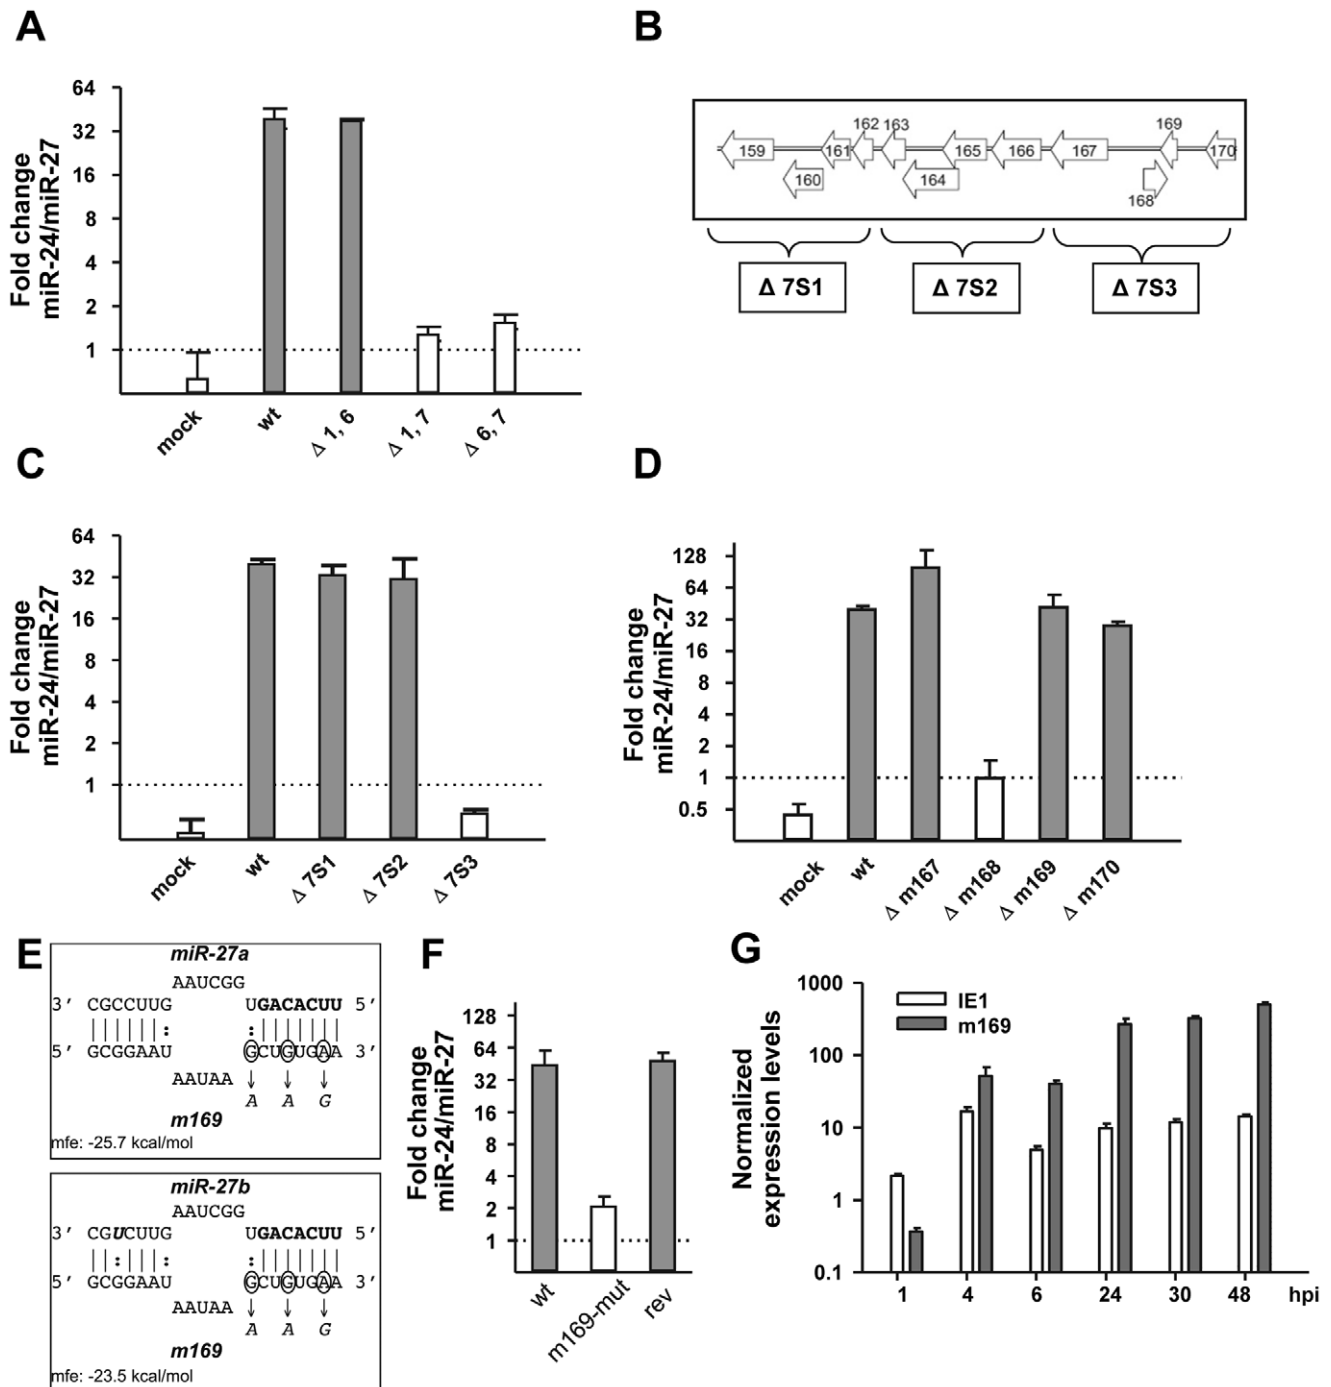 A
Fold change
miR-24/miR-27
64
32
16
8
4
2
1
mock
wt
Δ 1, 6
Δ 1, 7
Δ 6, 7
B
162 163
169
159
161
165
166
167
170
160
164
168
Δ 7S1
Δ 7S2
Δ 7S3
C
Fold change
miR-24/miR-27
64
32
16
8
4
2
1
mock
wt
Δ 7S1
Δ 7S2
Δ 7S3
D
Fold change
miR-24/miR-27
128
64
32
16
8
4
2
1
0.5
mock
wt
Δ m167
Δ m168
Δ m169
Δ m170
E
miR-27a
AAUCGG
3′ CGCCUUG UGACACUU 5′
5′ GCGGAAU GCUGUGAA 3′
AAUAA
A A G
m169
mfe: -25.7 kcal/mol
miR-27b
AAUCGG
3′ CGUCUUG UGACACUU 5′
5′ GCGGAAU GCUGUGAA 3′
AAUAA
A A G
m169
mfe: -23.5 kcal/mol
F
Fold change
miR-24/miR-27
128
64
32
16
8
4
2
1
wt
m169-mut
rev
G
Normalized
expression levels
1000
100
10
1
0.1
IE1
m169
1 4 6 24 30 48 hpi